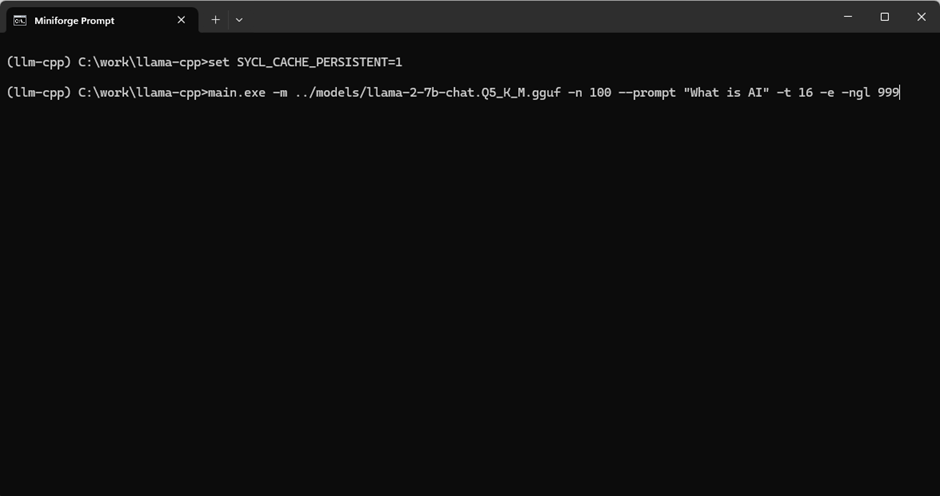 Miniforge Prompt
(llm-cpp) C:\work\llama-cpp>set SYCL_CACHE_PERSISTENT=1
(llm-cpp) C:\work\llama-cpp>main.exe -m ../models/llama-2-7b-chat.Q5_K_M.gguf -n 100 --prompt "What is AI" -t 16 -e -ngl 999